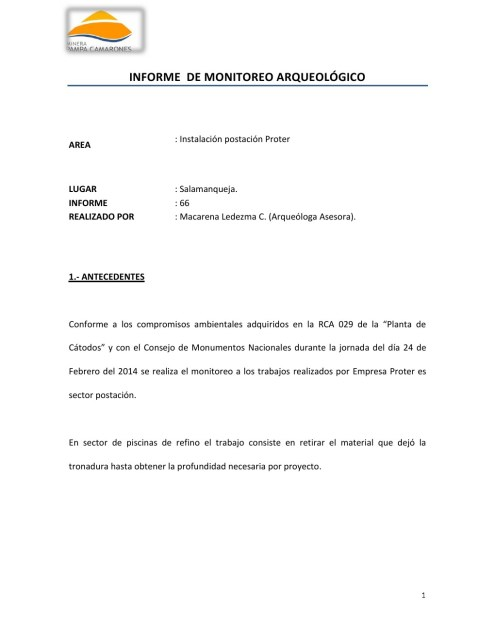 MINERA
PAMPA CAMARONES
INFORME DE MONITOREO ARQUEOLÓGICO
AREA : Instalación postación Proter
LUGAR : Salamanqueja.
INFORME : 66
REALIZADO POR : Macarena Ledezma C. (Arqueóloga Asesora).
1.- ANTECEDENTES
Conforme a los compromisos ambientales adquiridos en la RCA 029 de la “Planta de
Cátodos” y con el Consejo de Monumentos Nacionales durante la jornada del día 24 de
Febrero del 2014 se realiza el monitoreo a los trabajos realizados por Empresa Proter es
sector postación.
En sector de piscinas de refino el trabajo consiste en retirar el material que dejó la
tronadura hasta obtener la profundidad necesaria por proyecto.
1